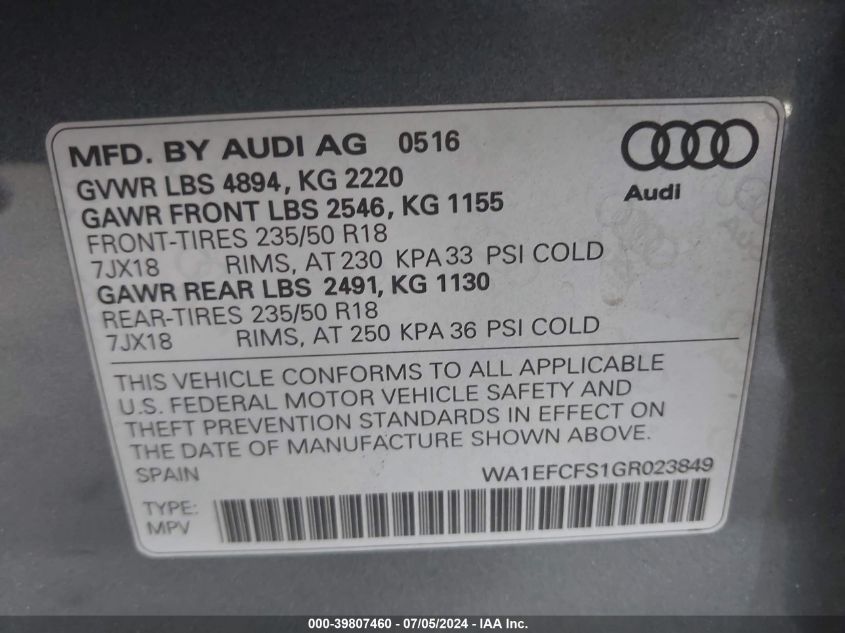 MFD. BY AUDI AG 0516
GVWR LBS 4894, KG 2220
GAWR FRONT LBS 2546, KG 1155
FRONT-TIRES 235/50 R18
7JX18 RIMS, AT 230 KPA 33 PSI COLD
GAWR REAR LBS 2491, KG 1130
REAR-TIRES 235/50 R18
7JX18 RIMS, AT 250 KPA 36 PSI COLD
Audi
THIS VEHICLE CONFORMS TO ALL APPLICABLE
U.S. FEDERAL MOTOR VEHICLE SAFETY AND
THEFT PREVENTION STANDARDS IN EFFECT ON
THE DATE OF MANUFACTURE SHOWN ABOVE.
SPAIN WA1EFCFS1GR023849
TYPE:
MPV
000-39807460 - 07/05/2024 - IAA Inc.